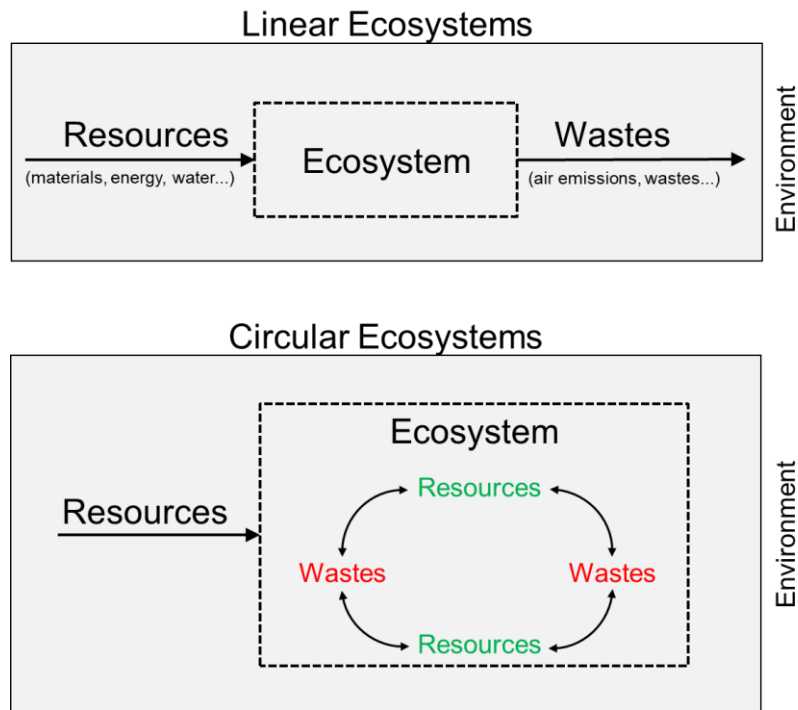 Linear Ecosystems
Resources
(materials, energy, water...)
Ecosystem
Wastes
(air emissions, wastes...)
Environment
Circular Ecosystems
Resources
Ecosystem
Resources
Wastes
Wastes
Resources
Environment